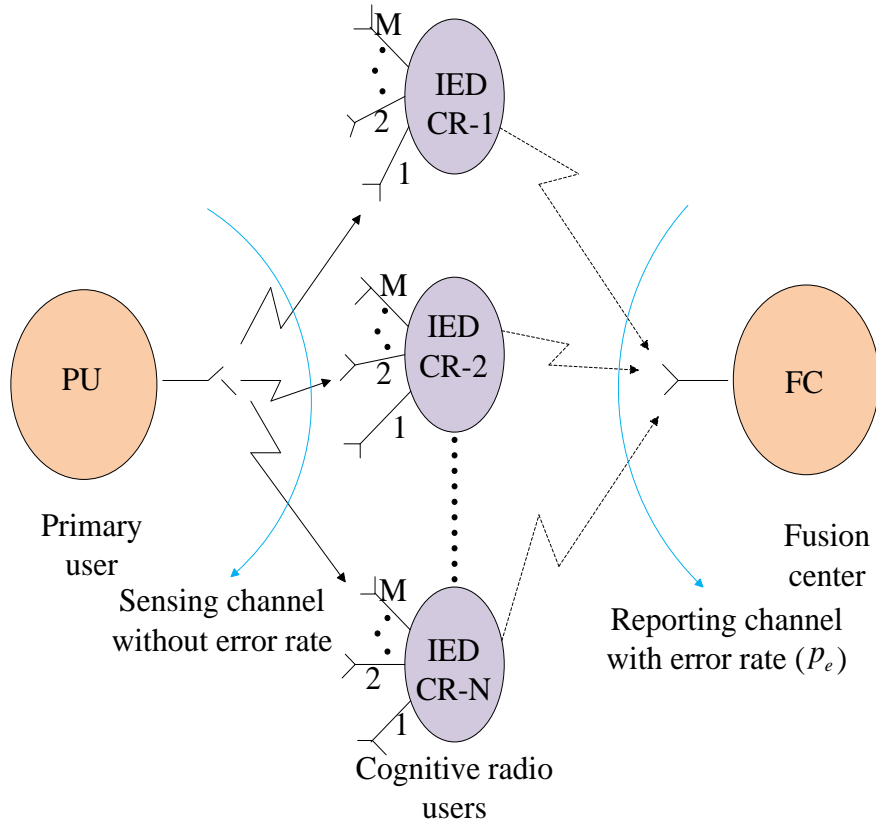 M
IED
CR-1
2
1
M
IED
CR-2
2
1
PU
FC
Primary
user
Fusion
center
Sensing channel
without error rate
M
IED
CR-N
2
1
Reporting channel
with error rate (p_e)
Cognitive radio
users